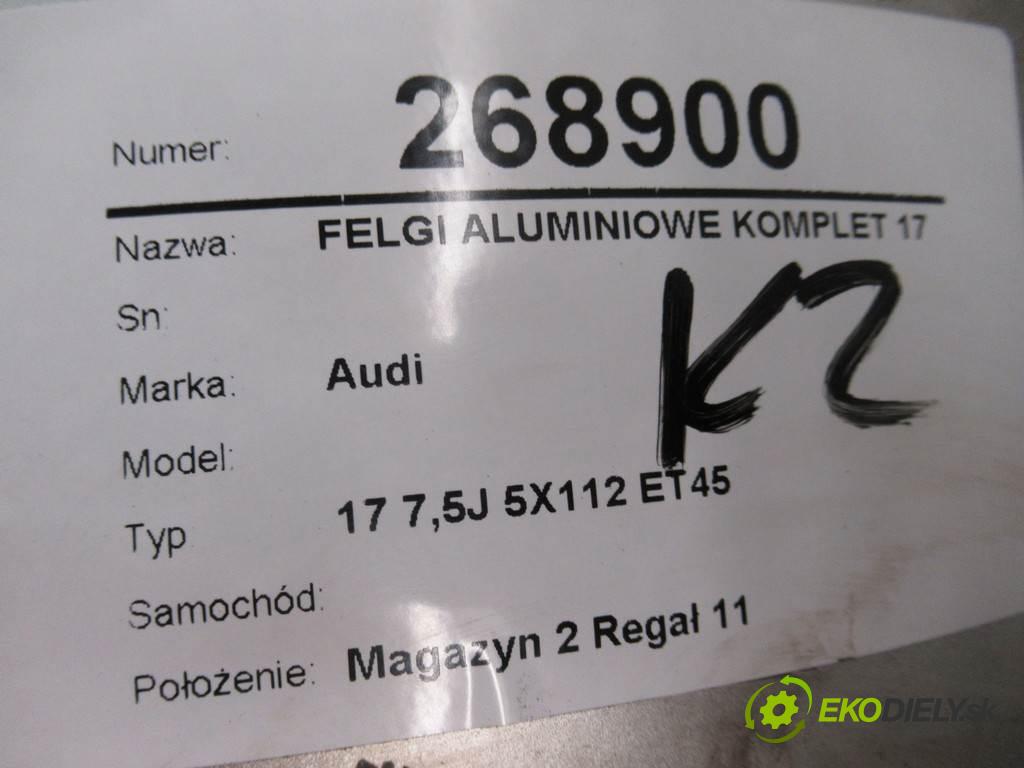 Numer: 268900
Nazwa: FELGI ALUMINIOWE KOMPLET 17
Sn:
K2
Marka: Audi
Model:
Typ 17 7,5J 5X112 ET45
Samochód:
Położenie: Magazyn 2 Regał 11
EKODIELY.sk